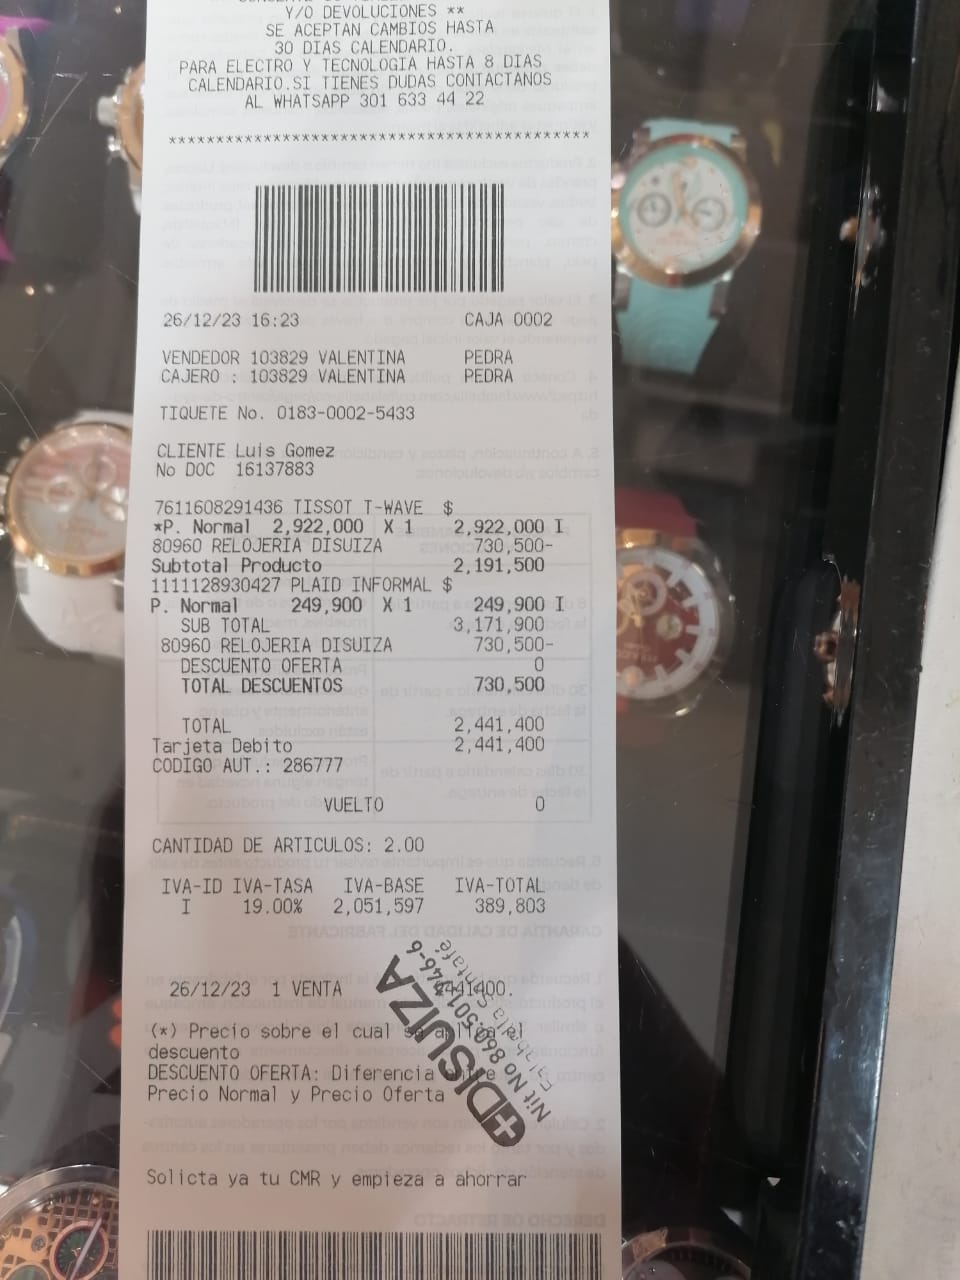 Y/O DEVOLUCIONES **
SE ACEPTAN CAMBIOS HASTA
30 DIAS CALENDARIO.
PARA ELECTRO Y TECNOLOGIA HASTA 8 DIAS
CALENDARIO.SI TIENES DUDAS CONTACTANOS
AL WHATSAPP 301 633 44 22
********************************************
26/12/23 16:23 CAJA 0002
VENDEDOR 103829 VALENTINA PEDRA
CAJERO : 103829 VALENTINA PEDRA
TIQUETE No. 0183-0002-5433
CLIENTE Luis Gomez
No DOC 16137883
7611608291436 TISSOT T-WAVE $
*P. Normal 2,922,000 X 1 2,922,000 I
80960 RELOJERIA DISUIZA 730,500-
Subtotal Producto 2,191,500
1111128930427 PLAID INFORMAL $
P. Normal 249,900 X 1 249,900 I
SUB TOTAL 3,171,900
80960 RELOJERIA DISUIZA 730,500-
DESCUENTO OFERTA 0
TOTAL DESCUENTOS 730,500
TOTAL 2,441,400
Tarjeta Debito 2,441,400
CODIGO AUT.: 286777
VUELTO 0
CANTIDAD DE ARTICULOS: 2.00
IVA-ID IVA-TASA IVA-BASE IVA-TOTAL
I 19.00% 2,051,597 389,803
26/12/23 1 VENTA 2441400.
(*) Precio sobre el cual se aplica el
descuento
DESCUENTO OFERTA: Diferencia entre
Precio Normal y Precio Oferta
DISUIZA
Nit No 860.501
Falabella Santafé
Solicta ya tu CMR y empieza a ahorrar